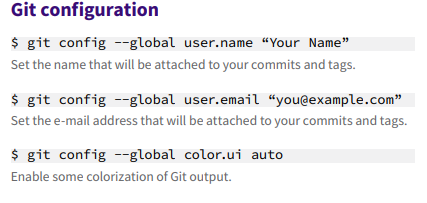 Git configuration
$ git config --global user.name “Your Name”
Set the name that will be attached to your commits and tags.
$ git config --global user.email “you@example.com”
Set the e-mail address that will be attached to your commits and tags.
$ git config --global color.ui auto
Enable some colorization of Git output.